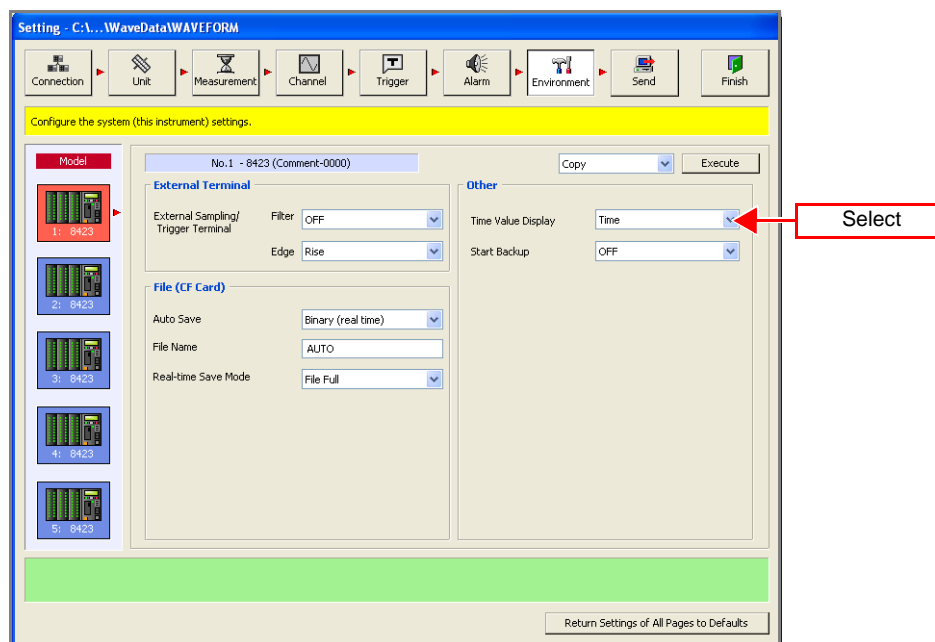 Setting - C:\...\WaveData\WAVEFORM
Connection
Unit
Measurement
Channel
Trigger
Alarm
Environment
Send
Finish
Configure the system (this instrument) settings.
Model
No.1 - 8423 (Comment-0000)
Copy
Execute
1: 8423
2: 8423
3: 8423
4: 8423
5: 8423
External Terminal
External Sampling/
Trigger Terminal
Filter
OFF
Edge
Rise
File (CF Card)
Auto Save
Binary (real time)
File Name
AUTO
Real-time Save Mode
File Full
Other
Time Value Display
Time
Start Backup
OFF
Select
Return Settings of All Pages to Defaults